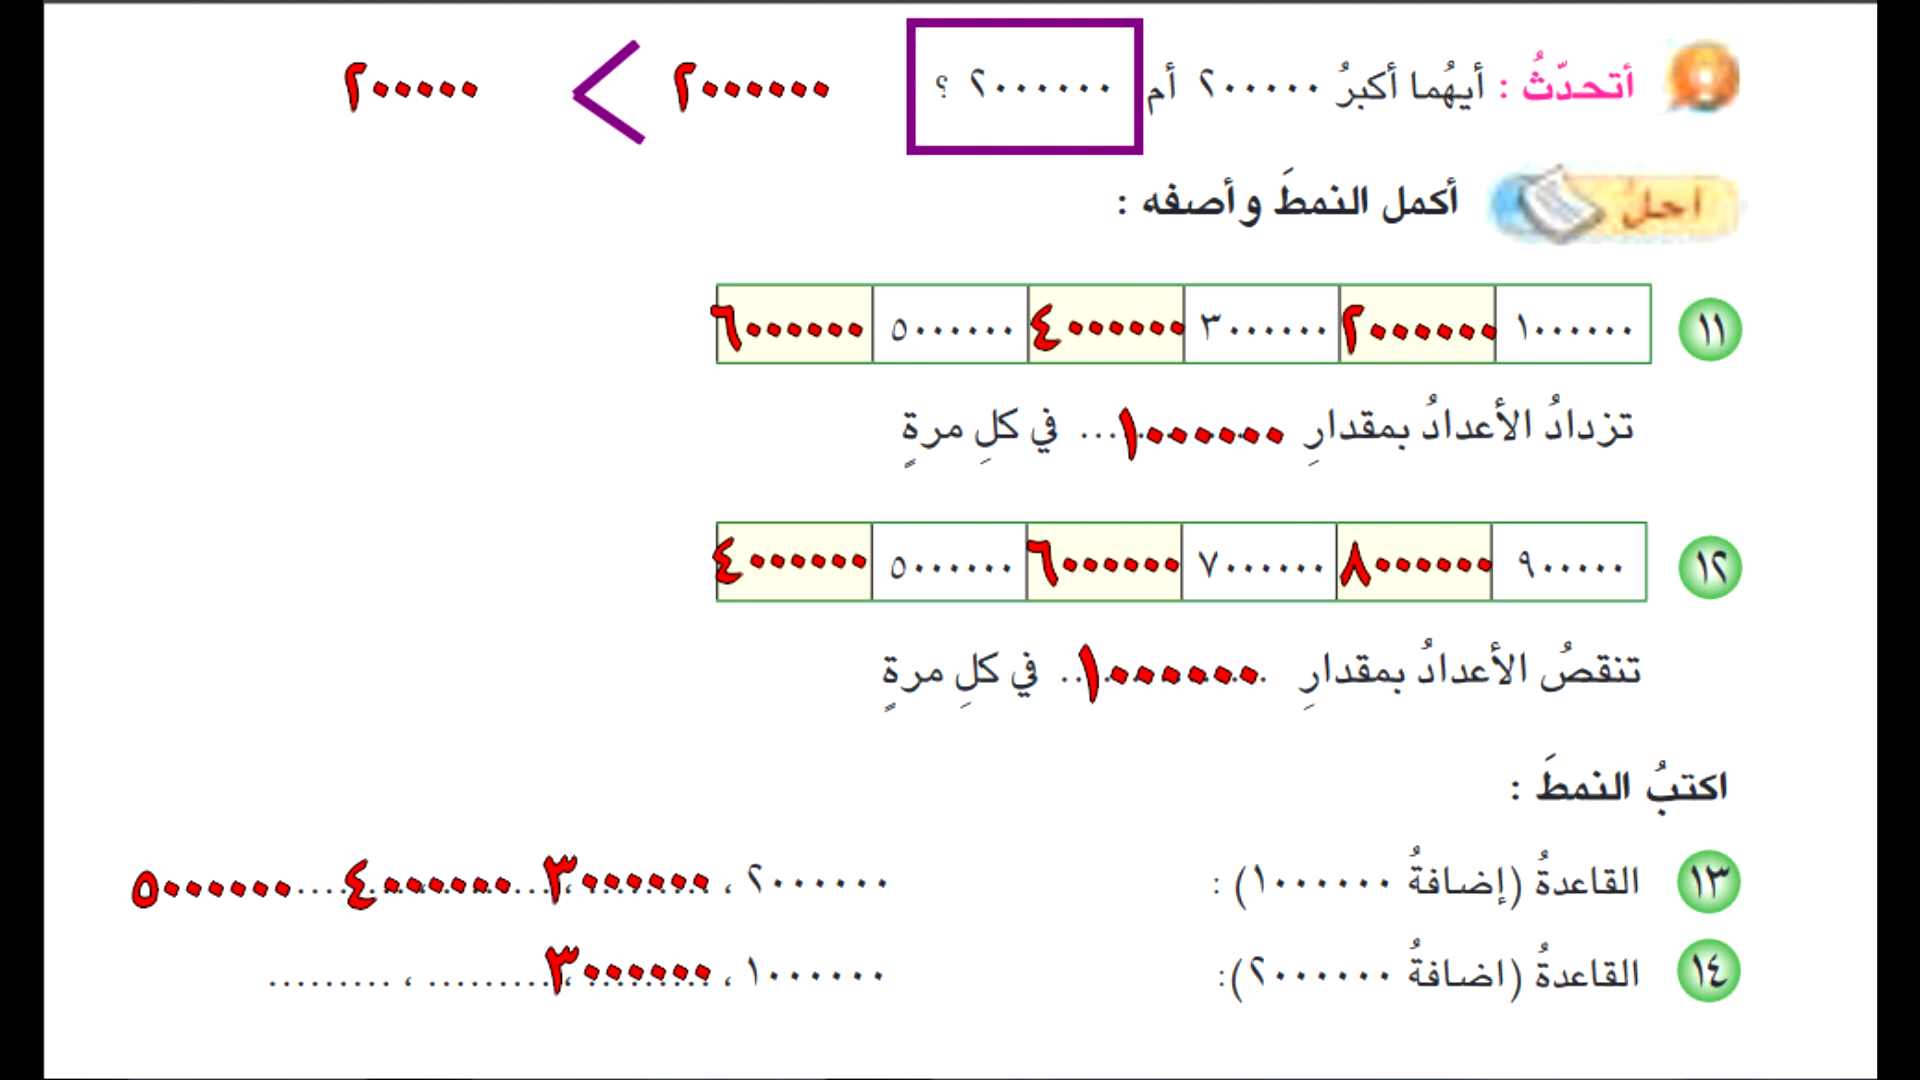 أتحدّثُ : أيهُما أكبرُ ٢٠٠٠٠٠ أم ٢٠٠٠٠٠٠ ؟ ٢٠٠٠٠٠٠ > ٢٠٠٠٠٠
احل أكمل النمطَ وأصفه :
١١ ١٠٠٠٠٠٠ ٢٠٠٠٠٠٠ ٣٠٠٠٠٠٠ ٤٠٠٠٠٠٠ ٥٠٠٠٠٠٠ ٦٠٠٠٠٠٠
تزدادُ الأعدادُ بمقدارِ ١٠٠٠٠٠٠ ... في كلِ مرةٍ
١٢ ٩٠٠٠٠٠ ٨٠٠٠٠٠٠ ٧٠٠٠٠٠٠ ٦٠٠٠٠٠٠ ٥٠٠٠٠٠٠ ٤٠٠٠٠٠٠
تنقصُ الأعدادُ بمقدارِ ١٠٠٠٠٠٠ .. في كلِ مرةٍ
اكتبُ النمطَ :
١٣ القاعدةُ (إضافةُ ١٠٠٠٠٠٠) : ٢٠٠٠٠٠٠ ، ٣٠٠٠٠٠٠ ، ٤٠٠٠٠٠٠ ، ٥٠٠٠٠٠٠
١٤ القاعدةُ (اضافةُ ٢٠٠٠٠٠٠): ١٠٠٠٠٠٠ ، ٣٠٠٠٠٠٠ ، ......... ، .........